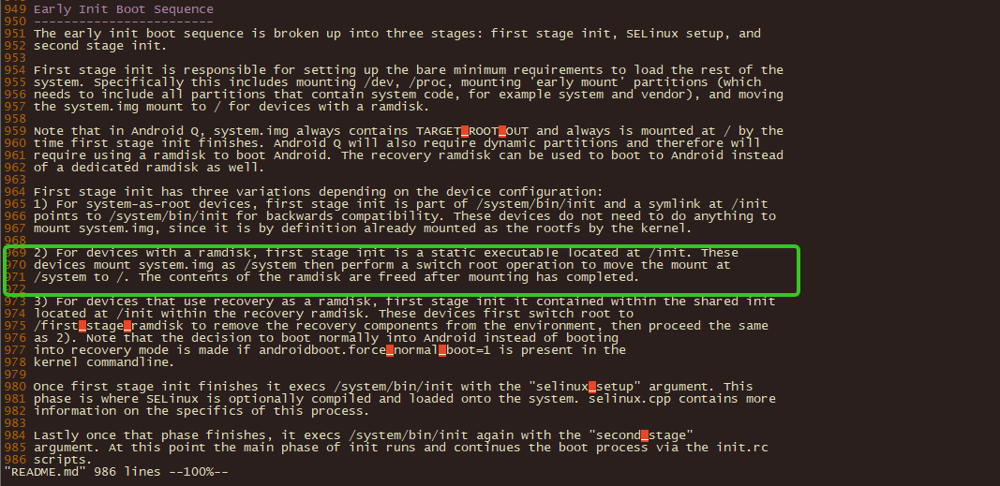 949 Early Init Boot Sequence
950 ------------------------
951 The early init boot sequence is broken up into three stages: first stage init, SELinux setup, and
952 second stage init.
953
954 First stage init is responsible for setting up the bare minimum requirements to load the rest of the
955 system. Specifically this includes mounting /dev, /proc, mounting 'early mount' partitions (which
956 needs to include all partitions that contain system code, for example system and vendor), and moving
957 the system.img mount to / for devices with a ramdisk.
958
959 Note that in Android Q, system.img always contains TARGET_ROOT_OUT and always is mounted at / by the
960 time first stage init finishes. Android Q will also require dynamic partitions and therefore will
961 require using a ramdisk to boot Android. The recovery ramdisk can be used to boot to Android instead
962 of a dedicated ramdisk as well.
963
964 First stage init has three variations depending on the device configuration:
965 1) For system-as-root devices, first stage init is part of /system/bin/init and a symlink at /init
966 points to /system/bin/init for backwards compatibility. These devices do not need to do anything to
967 mount system.img, since it is by definition already mounted as the rootfs by the kernel.
968
969 2) For devices with a ramdisk, first stage init is a static executable located at /init. These
970 devices mount system.img as /system then perform a switch root operation to move the mount at
971 /system to /. The contents of the ramdisk are freed after mounting has completed.
972
973 3) For devices that use recovery as a ramdisk, first stage init it contained within the shared init
974 located at /init within the recovery ramdisk. These devices first switch root to
975 /first_stage_ramdisk to remove the recovery components from the environment, then proceed the same
976 as 2). Note that the decision to boot normally into Android instead of booting
977 into recovery mode is made if androidboot.force_normal_boot=1 is present in the
978 kernel commandline.
979
980 Once first stage init finishes it execs /system/bin/init with the "selinux_setup" argument. This
981 phase is where SELinux is optionally compiled and loaded onto the system. selinux.cpp contains more
982 information on the specifics of this process.
983
984 Lastly once that phase finishes, it execs /system/bin/init again with the "second_stage"
985 argument. At this point the main phase of init runs and continues the boot process via the init.rc
986 scripts.
"README.md" 986 lines --100%--